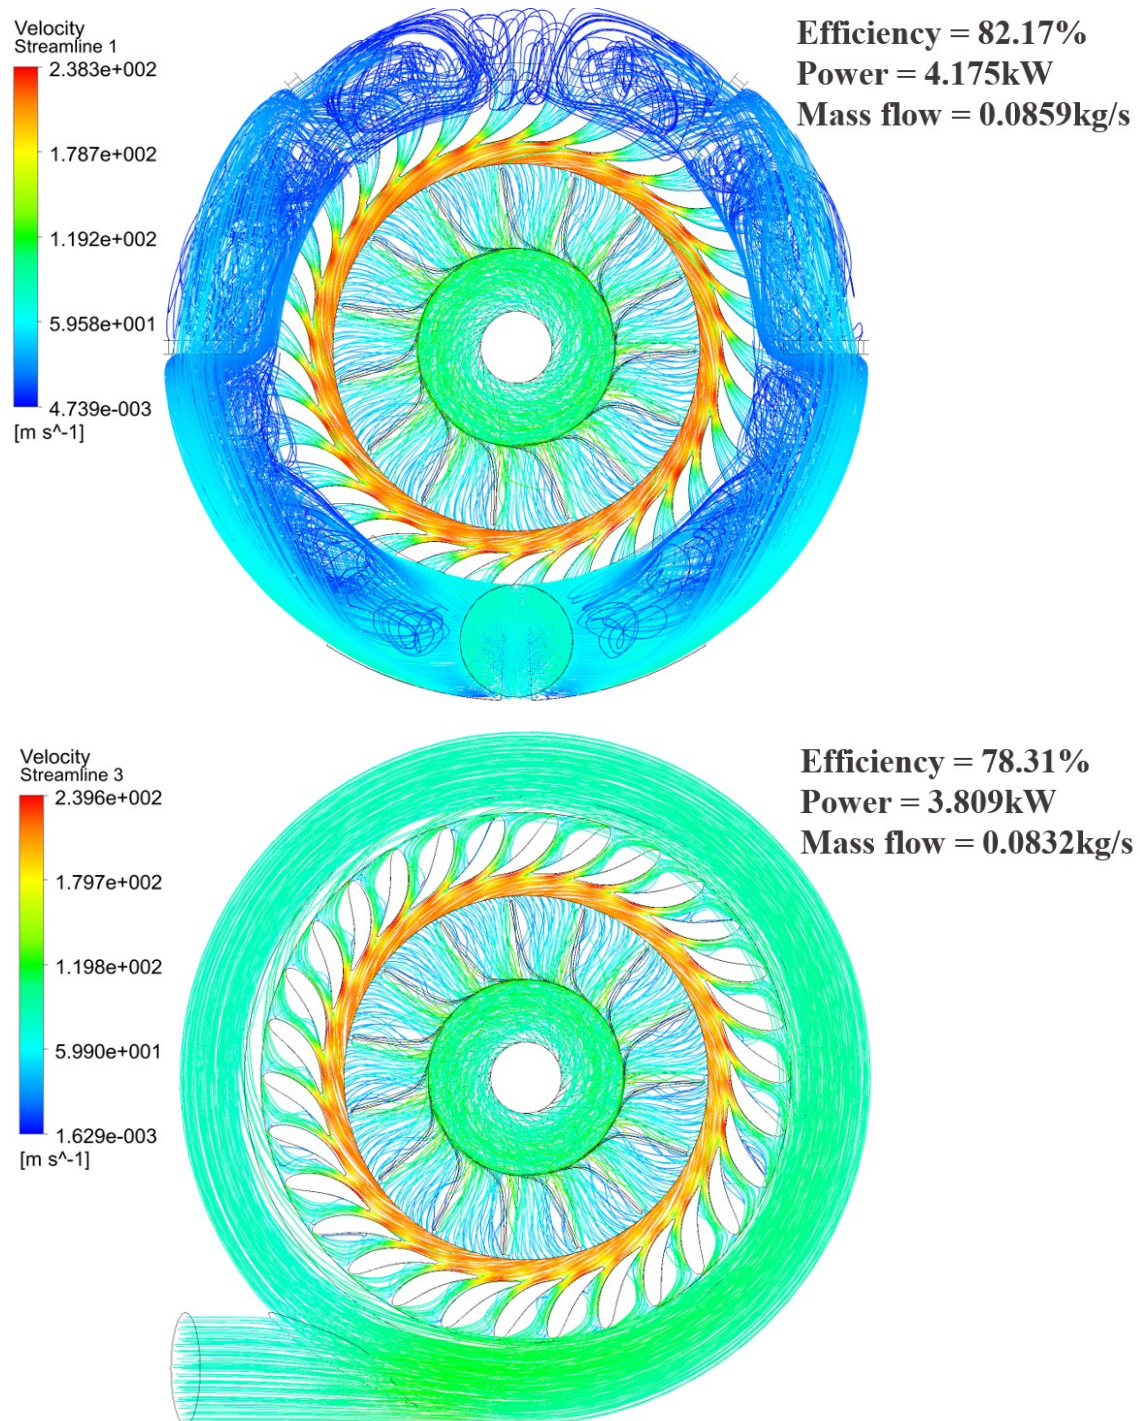 Velocity
Streamline 1
2.383e+002
1.787e+002
1.192e+002
5.958e+001
4.739e-003
[m s^-1]
Efficiency = 82.17%
Power = 4.175kW
Mass flow = 0.0859kg/s
Velocity
Streamline 3
2.396e+002
1.797e+002
1.198e+002
5.990e+001
1.629e-003
[m s^-1]
Efficiency = 78.31%
Power = 3.809kW
Mass flow = 0.0832kg/s